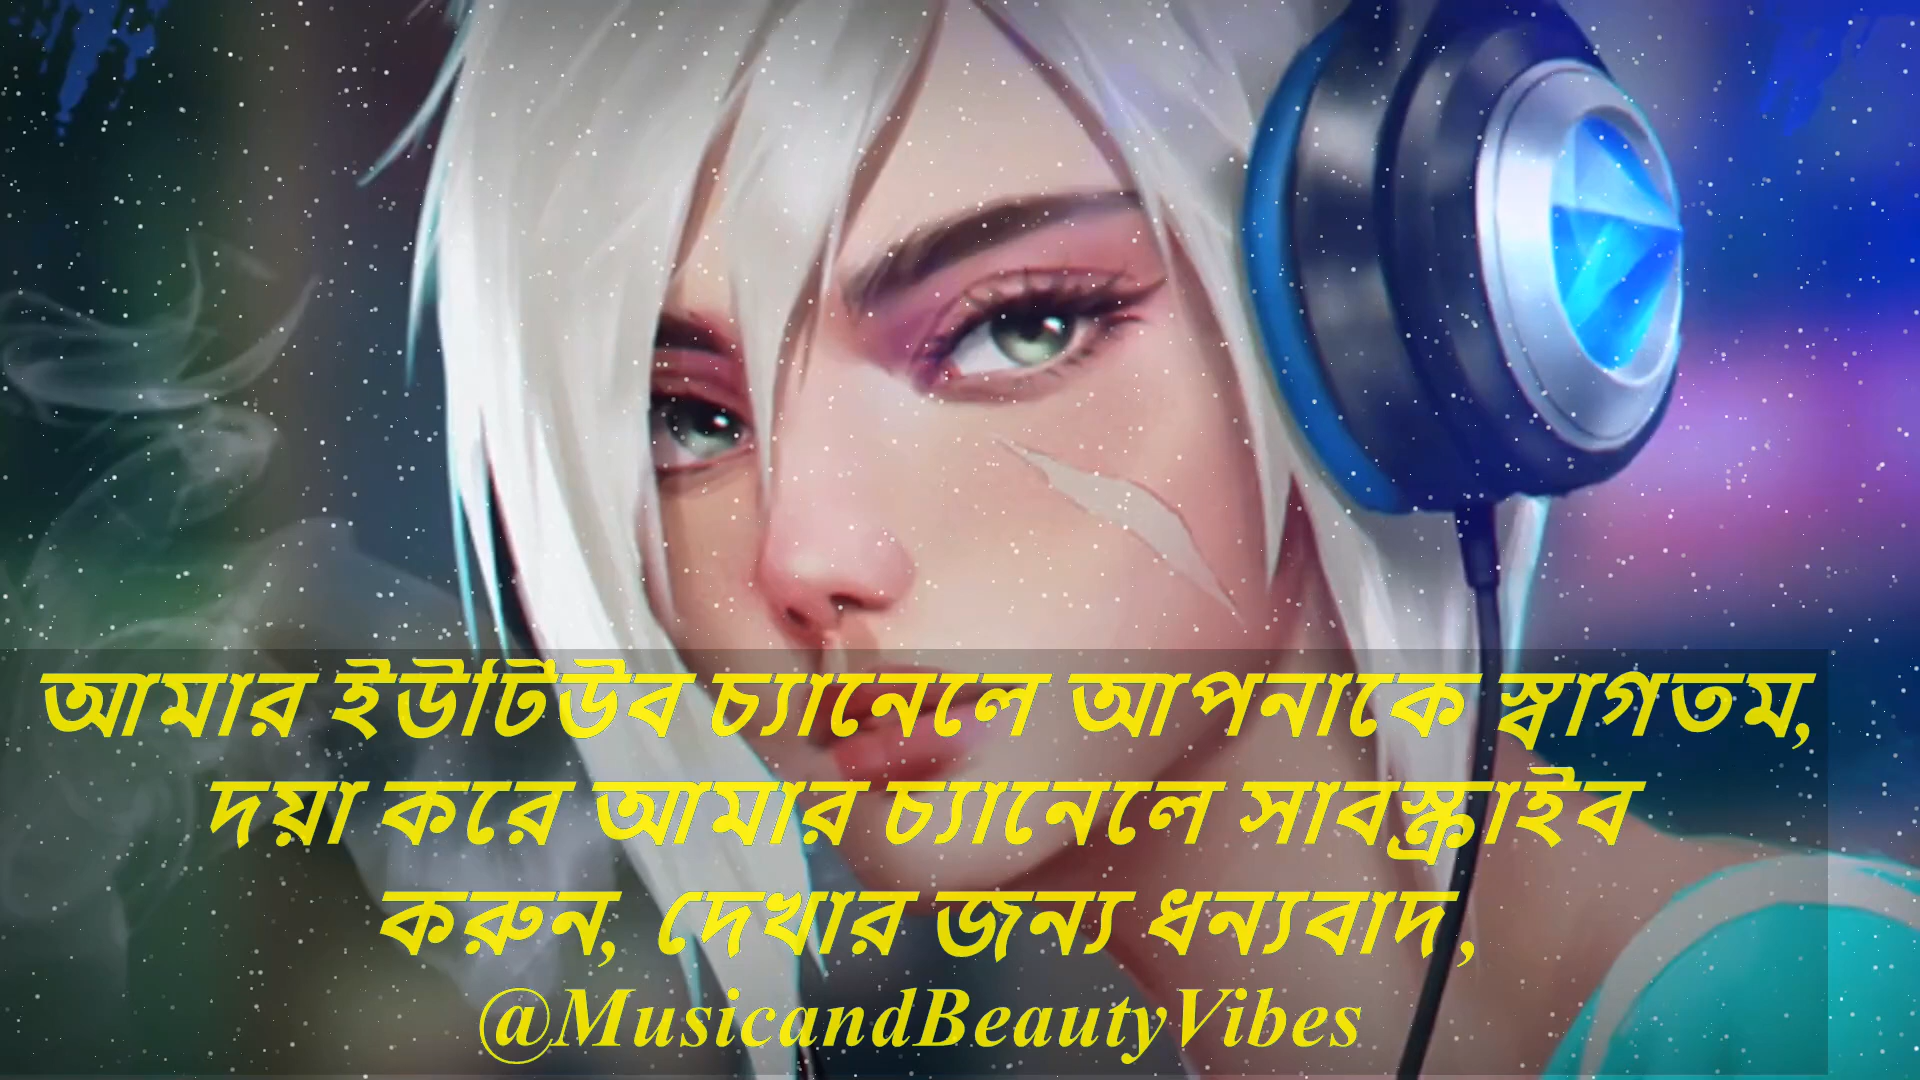 আমার ইউটিউব চ্যানেলে আপনাকে স্বাগতম,
দয়া করে আমার চ্যানেলে সাবস্ক্রাইব
করুন, দেখার জন্য ধন্যবাদ ,
@MusicandBeautyVibes